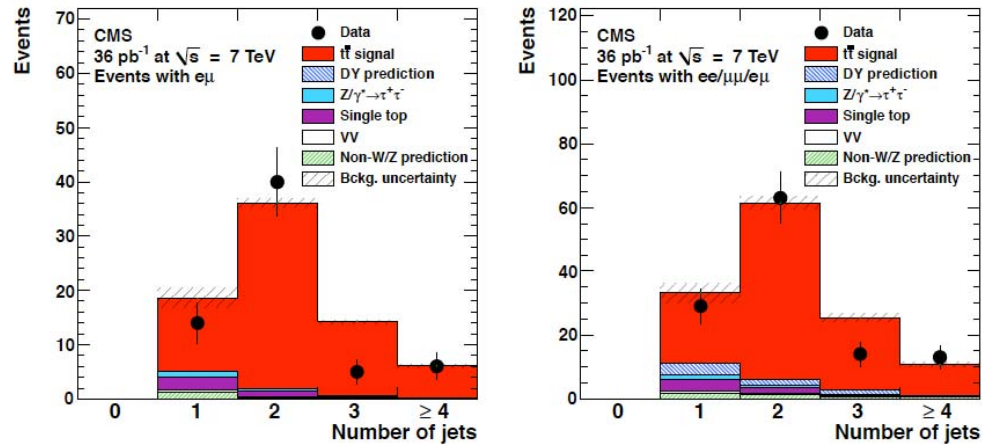 Events
70
60
50
40
30
20
10
0
CMS
36 pb⁻¹ at √s = 7 TeV
Events with eμ
Data
tt̄ signal
DY prediction
Z/γ*→τ⁺τ⁻
Single top
VV
Non-W/Z prediction
Bckg. uncertainty
0 1 2 3 ≥ 4
Number of jets
Events
120
100
80
60
40
20
0
CMS
36 pb⁻¹ at √s = 7 TeV
Events with ee/μμ/eμ
Data
tt̄ signal
DY prediction
Z/γ*→τ⁺τ⁻
Single top
VV
Non-W/Z prediction
Bckg. uncertainty
0 1 2 3 ≥ 4
Number of jets